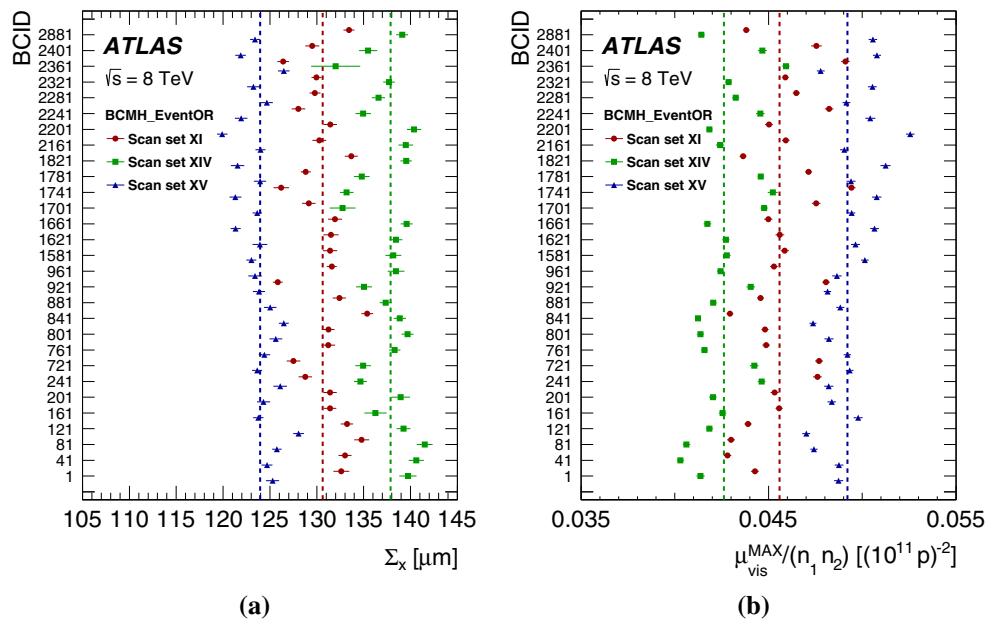 BCID
2881
2401
2361
2321
2281
2241
2201
2161
1821
1781
1741
1701
1661
1621
1581
961
921
881
841
801
761
721
241
201
161
121
81
41
1
ATLAS
√s = 8 TeV
BCMH_EventOR
Scan set XI
Scan set XIV
Scan set XV
105 110 115 120 125 130 135 140 145
Σx [μm]
(a)
BCID
2881
2401
2361
2321
2281
2241
2201
2161
1821
1781
1741
1701
1661
1621
1581
961
921
881
841
801
761
721
241
201
161
121
81
41
1
ATLAS
√s = 8 TeV
BCMH_EventOR
Scan set XI
Scan set XIV
Scan set XV
0.035 0.045 0.055
μ_vis^MAX/(n₁n₂) [(10¹¹ p)⁻²]
(b)